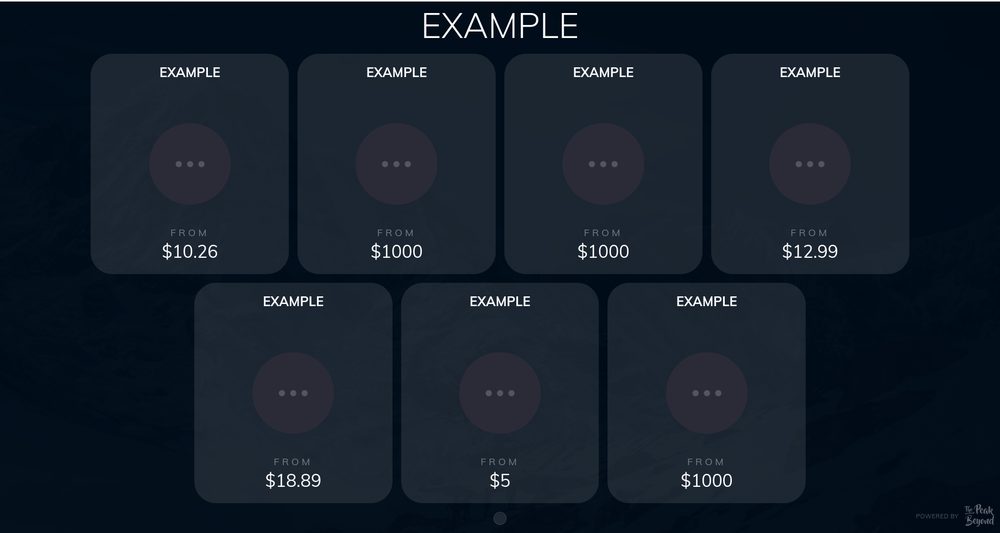 EXAMPLE
EXAMPLE EXAMPLE EXAMPLE EXAMPLE
FROM FROM FROM FROM
$10.26 $1000 $1000 $12.99
EXAMPLE EXAMPLE EXAMPLE
FROM FROM FROM
$18.89 $5 $1000
POWERED BY The Peak Beyond